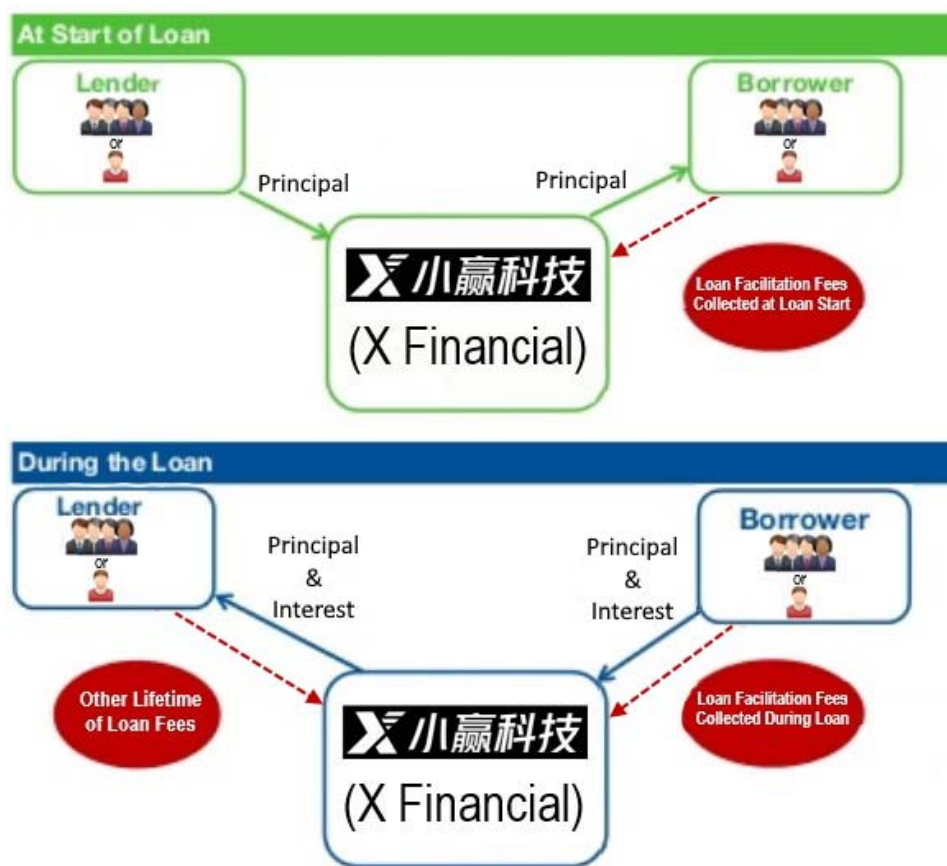 At Start of Loan
Lender
or
Borrower
or
Principal
Principal
小赢科技
(X Financial)
Loan Facilitation Fees
Collected at Loan Start
During the Loan
Lender
or
Borrower
or
Principal
&
Interest
Principal
&
Interest
Other Lifetime
of Loan Fees
小赢科技
(X Financial)
Loan Facilitation Fees
Collected During Loan